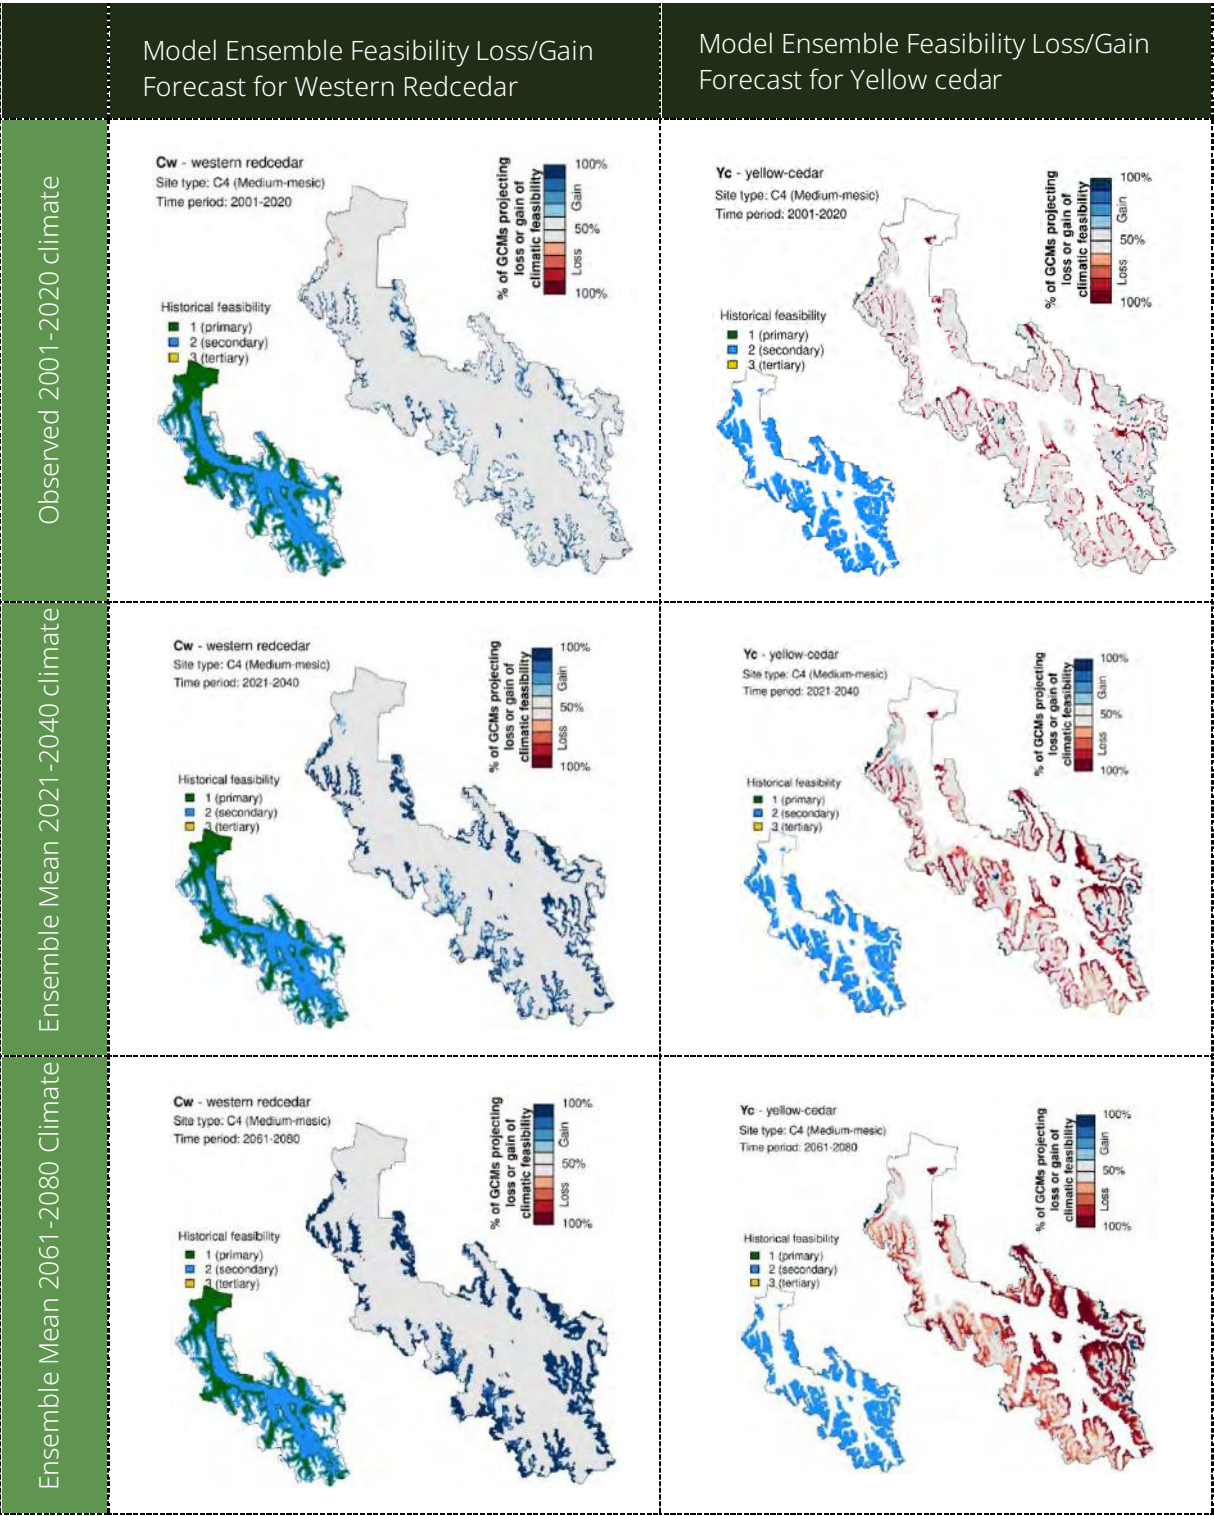 Model Ensemble Feasibility Loss/Gain
Forecast for Western Redcedar
Model Ensemble Feasibility Loss/Gain
Forecast for Yellow cedar
Observed 2001-2020 climate
Cw - western redcedar
Site type: C4 (Medium-mesic)
Time period: 2001-2020
% of GCMs projecting
loss or gain of
climatic feasibility
100%
Gain
50%
Loss
100%
Historical feasibility
1 (primary)
2 (secondary)
3 (tertiary)
Yc - yellow-cedar
Site type: C4 (Medium-mesic)
Time period: 2001-2020
% of GCMs projecting
loss or gain of
climatic feasibility
100%
Gain
50%
Loss
100%
Historical feasibility
1 (primary)
2 (secondary)
3 (tertiary)
Ensemble Mean 2021-2040 climate
Cw - western redcedar
Site type: C4 (Medium-mesic)
Time period: 2021-2040
% of GCMs projecting
loss or gain of
climatic feasibility
100%
Gain
50%
Loss
100%
Historical feasibility
1 (primary)
2 (secondary)
3 (tertiary)
Yc - yellow-cedar
Site type: C4 (Medium-mesic)
Time period: 2021-2040
% of GCMs projecting
loss or gain of
climatic feasibility
100%
Gain
50%
Loss
100%
Historical feasibility
1 (primary)
2 (secondary)
3 (tertiary)
Ensemble Mean 2061-2080 Climate
Cw - western redcedar
Site type: C4 (Medium-mesic)
Time period: 2061-2080
% of GCMs projecting
loss or gain of
climatic feasibility
100%
Gain
50%
Loss
100%
Historical feasibility
1 (primary)
2 (secondary)
3 (tertiary)
Yc - yellow-cedar
Site type: C4 (Medium-mesic)
Time period: 2061-2080
% of GCMs projecting
loss or gain of
climatic feasibility
100%
Gain
50%
Loss
100%
Historical feasibility
1 (primary)
2 (secondary)
3 (tertiary)